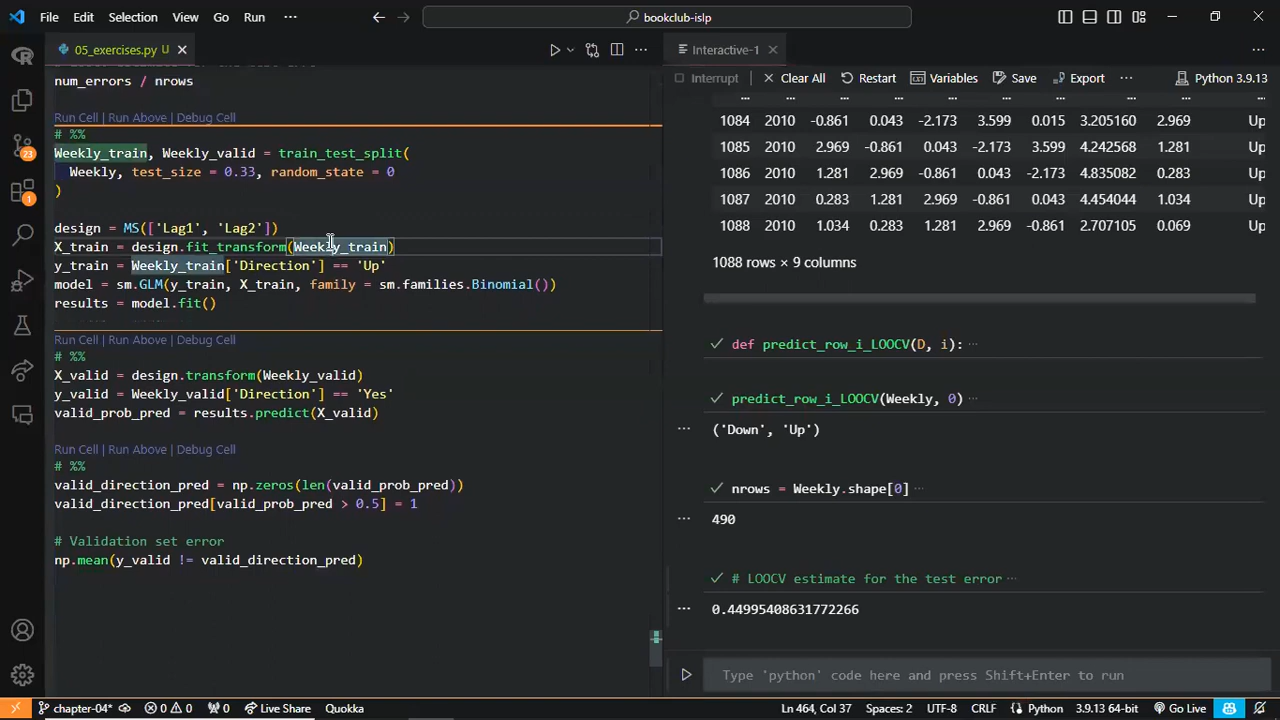 File Edit Selection View Go Run ··· bookclub-islp
05_exercises.py U
Interactive-1
Interrupt Clear All Restart Variables Save Export ··· Python 3.9.13
num_errors / nrows
Run Cell | Run Above | Debug Cell
# %%
Weekly_train, Weekly_valid = train_test_split(
Weekly, test_size = 0.33, random_state = 0
)
design = MS(['Lag1', 'Lag2'])
X_train = design.fit_transform(Weekly_train)
y_train = Weekly_train['Direction'] == 'Up'
model = sm.GLM(y_train, X_train, family = sm.families.Binomial())
results = model.fit()
Run Cell | Run Above | Debug Cell
# %%
X_valid = design.transform(Weekly_valid)
y_valid = Weekly_valid['Direction'] == 'Yes'
valid_prob_pred = results.predict(X_valid)
Run Cell | Run Above | Debug Cell
# %%
valid_direction_pred = np.zeros(len(valid_prob_pred))
valid_direction_pred[valid_prob_pred > 0.5] = 1
# Validation set error
np.mean(y_valid != valid_direction_pred)
... ... ... ... ... ... ... ... ... ...
1084 2010 -0.861 0.043 -2.173 3.599 0.015 3.205160 2.969 Up
1085 2010 2.969 -0.861 0.043 -2.173 3.599 4.242568 1.281 Up
1086 2010 1.281 2.969 -0.861 0.043 -2.173 4.835082 0.283 Up
1087 2010 0.283 1.281 2.969 -0.861 0.043 4.454044 1.034 Up
1088 2010 1.034 0.283 1.281 2.969 -0.861 2.707105 0.069 Up
1088 rows × 9 columns
def predict_row_i_LOOCV(D, i): ···
predict_row_i_LOOCV(Weekly, 0) ···
('Down', 'Up')
nrows = Weekly.shape[0] ···
490
# LOOCV estimate for the test error ···
0.44995408631772266
Type 'python' code here and press Shift+Enter to run
23
1
chapter-04* 0 0 Live Share Quokka Ln 464, Col 37 Spaces: 2 UTF-8 CRLF Python 3.9.13 64-bit Go Live